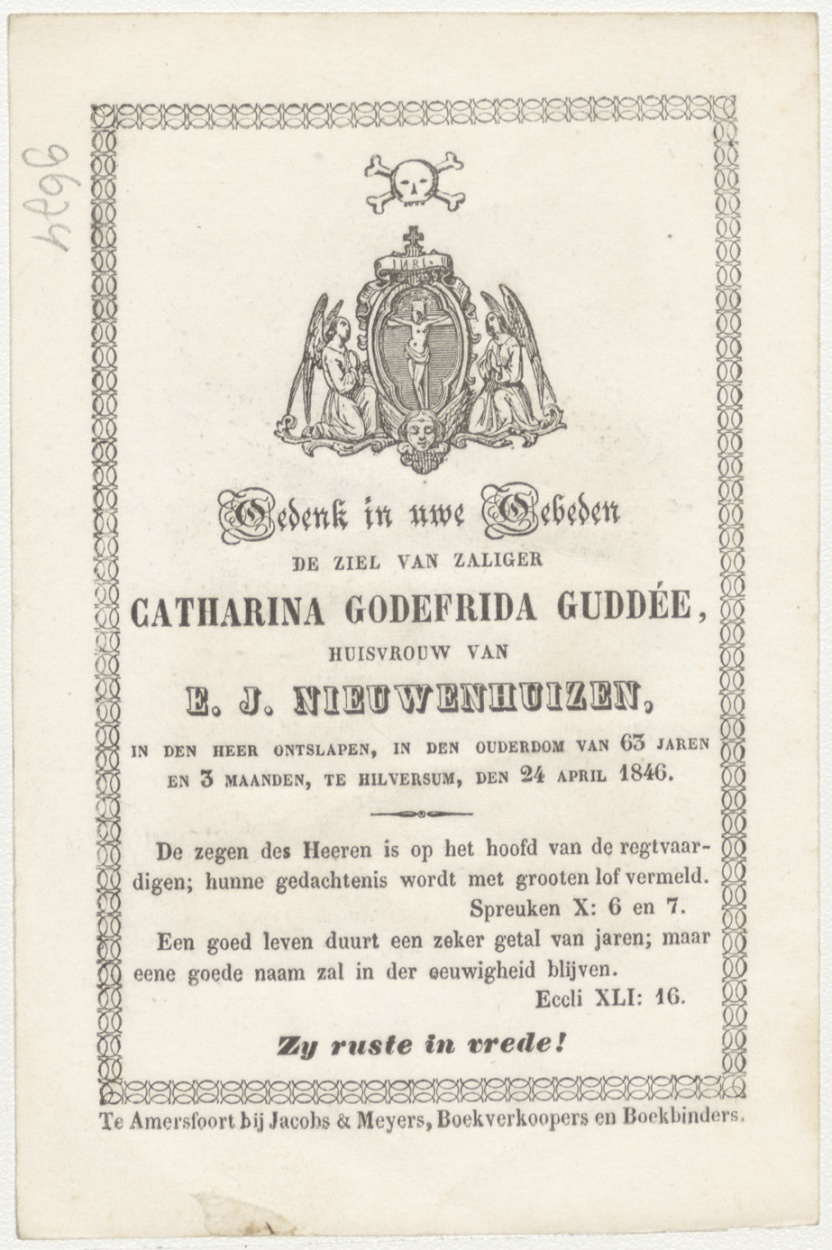 9694
INRI.
Gedenk in uwe Gebeden
DE ZIEL VAN ZALIGER
CATHARINA GODEFRIDA GUDDÉE,
HUISVROUW VAN
E. J. NIEUWENHUIZEN,
IN DEN HEER ONTSLAPEN, IN DEN OUDERDOM VAN 63 JAREN
EN 3 MAANDEN, TE HILVERSUM, DEN 24 APRIL 1846.
De zegen des Heeren is op het hoofd van de regtvaar-
digen; hunne gedachtenis wordt met grooten lof vermeld.
Spreuken X: 6 en 7.
Een goed leven duurt een zeker getal van jaren; maar
eene goede naam zal in der eeuwigheid blijven.
Eccli XLI: 16.
Zy ruste in vrede!
Te Amersfoort bij Jacobs & Meyers, Boekverkoopers en Boekbinders.